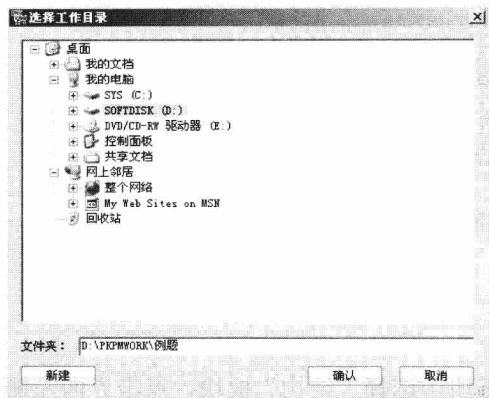 选择工作目录
桌面
我的文档
我的电脑
SYS (C:)
SOFTDISK (D:)
DVD/CD-RW 驱动器 (E:)
控制面板
共享文档
网上邻居
整个网络
My Web Sites on MSN
回收站
文件夹： D:\PKPMWORK\例题
新建 确认 取消